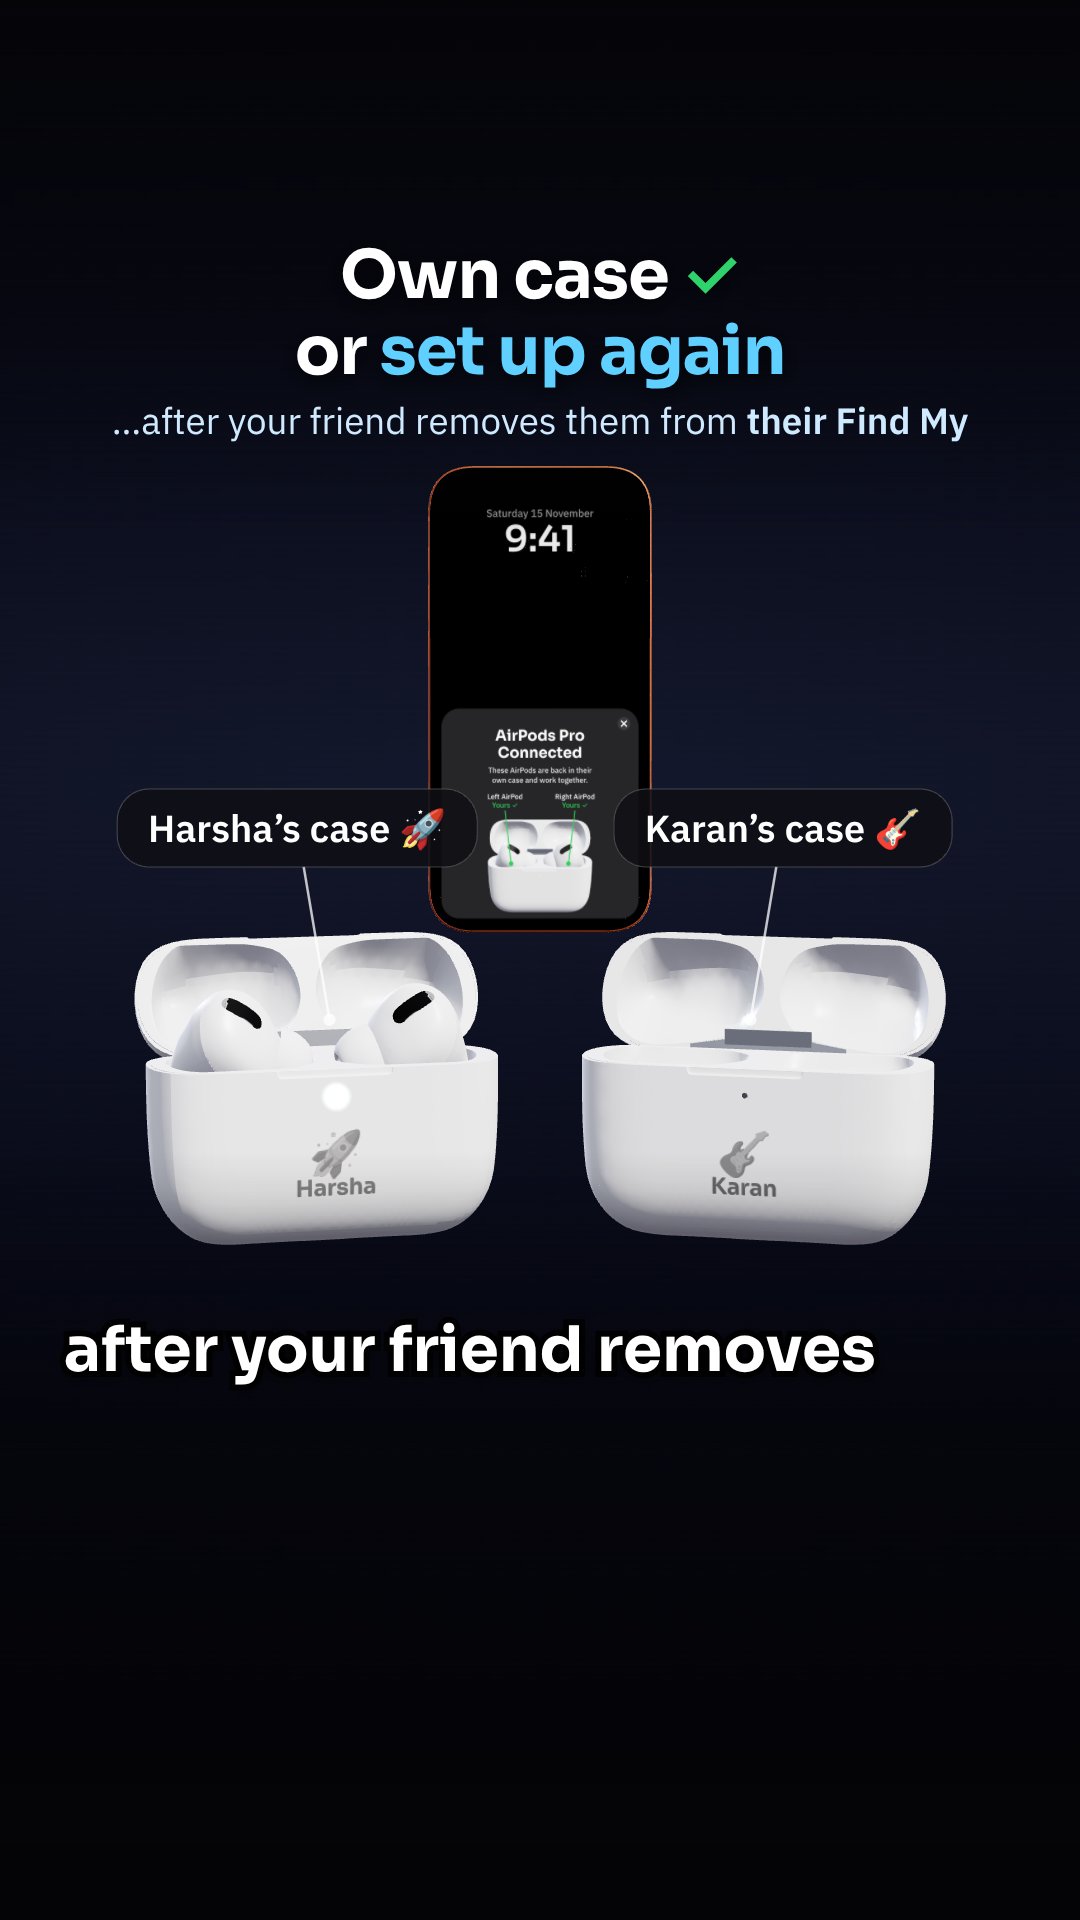 Own case ✓
or set up again
...after your friend removes them from their Find My
Saturday 15 November
9:41
AirPods Pro
Connected
These AirPods are back in their
own case and work together.
Left AirPod Right AirPod
Yours ✓ Yours ✓
Harsha’s case 🚀 Karan’s case 🎸
Harsha
Karan
after your friend removes